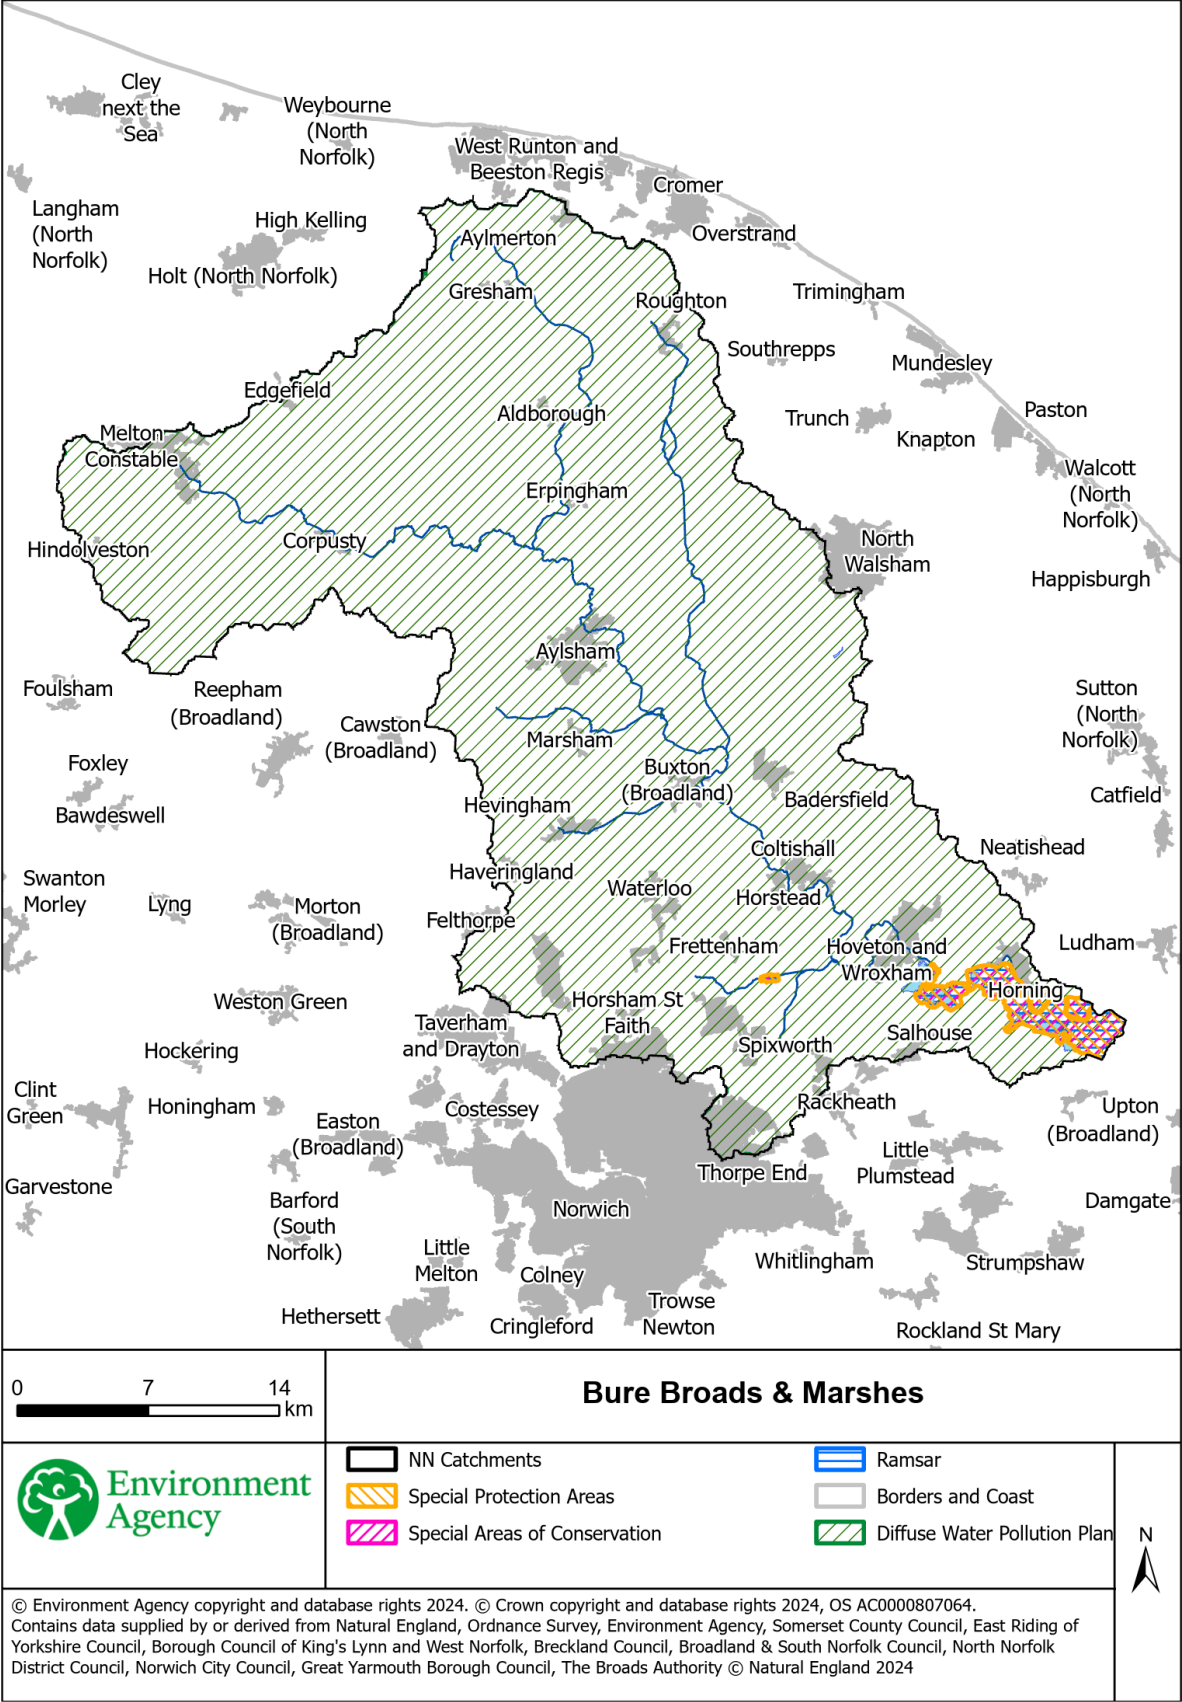 Cley
next the
Sea
Weybourne
(North
Norfolk)
West Runton and
Beeston Regis
Cromer
Overstrand
Langham
(North
Norfolk)
High Kelling
Holt (North Norfolk)
Aylmerton
Gresham
Roughton
Trimingham
Southrepps
Mundesley
Edgefield
Aldborough
Trunch
Paston
Knapton
Melton
Constable
Walcott
(North
Norfolk)
Erpingham
Hindolveston
Corpusty
North
Walsham
Happisburgh
Aylsham
Foulsham
Reepham
(Broadland)
Cawston
(Broadland)
Sutton
(North
Norfolk)
Marsham
Foxley
Buxton
(Broadland)
Bawdeswell
Hevingham
Badersfield
Catfield
Coltishall
Neatishead
Haveringland
Swanton
Morley
Lyng
Morton
(Broadland)
Waterloo
Horstead
Felthorpe
Frettenham
Hoveton and
Wroxham
Ludham
Weston Green
Horsham St
Faith
Horning
Taverham
and Drayton
Spixworth
Salhouse
Hockering
Clint
Green
Honingham
Costessey
Rackheath
Upton
(Broadland)
Easton
(Broadland)
Little
Plumstead
Thorpe End
Garvestone
Barford
(South
Norfolk)
Norwich
Damgate
Little
Melton
Colney
Whitlingham
Strumpshaw
Hethersett
Cringleford
Trowse
Newton
Rockland St Mary
0 7 14
km
Bure Broads & Marshes
Environment
Agency
NN Catchments
Special Protection Areas
Special Areas of Conservation
Ramsar
Borders and Coast
Diffuse Water Pollution Plan
N
© Environment Agency copyright and database rights 2024. © Crown copyright and database rights 2024, OS AC0000807064.
Contains data supplied by or derived from Natural England, Ordnance Survey, Environment Agency, Somerset County Council, East Riding of
Yorkshire Council, Borough Council of King's Lynn and West Norfolk, Breckland Council, Broadland & South Norfolk Council, North Norfolk
District Council, Norwich City Council, Great Yarmouth Borough Council, The Broads Authority © Natural England 2024